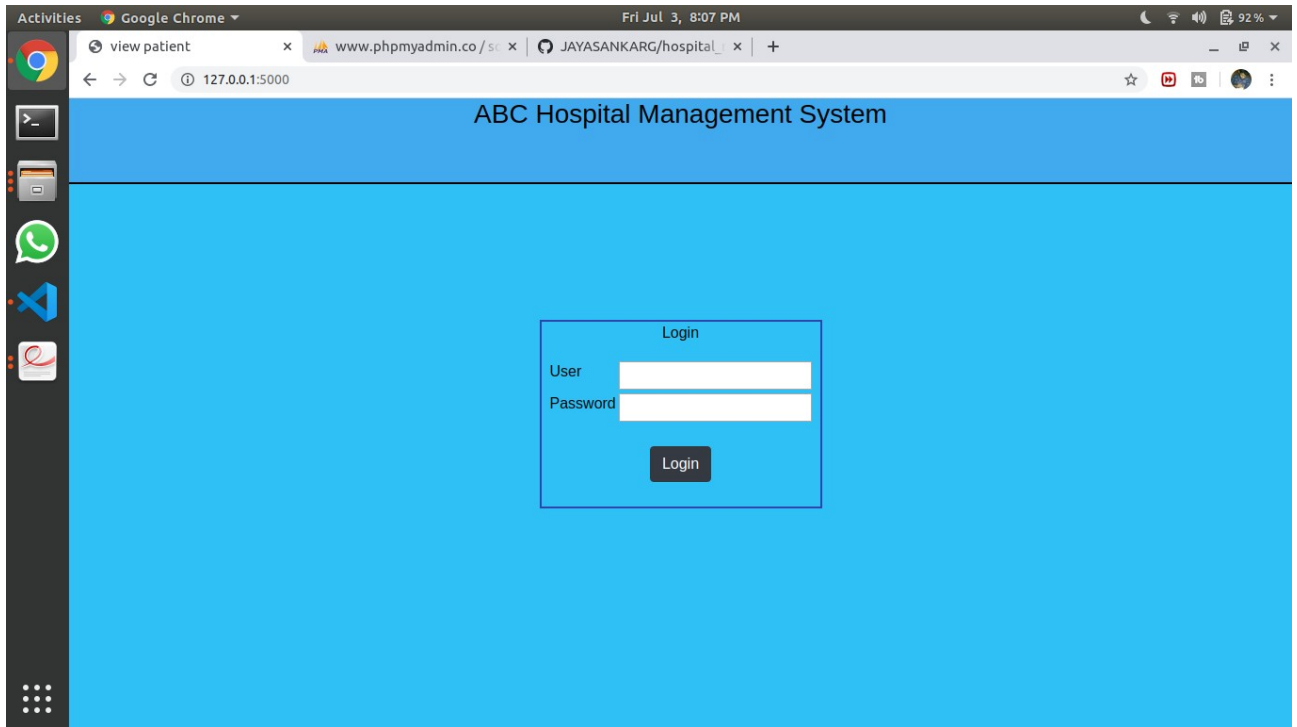 Activities Google Chrome Fri Jul 3, 8:07 PM 92 %
view patient www.phpmyadmin.co / JAYASANKARG/hospital_
127.0.0.1:5000
ABC Hospital Management System
Login
User
Password
Login